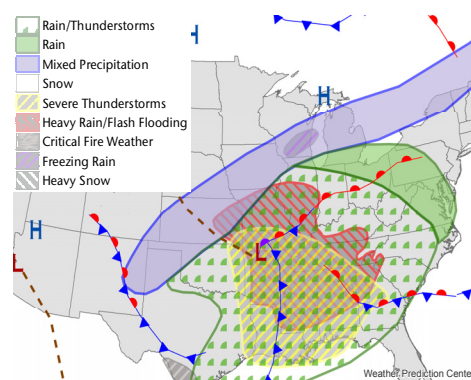 Rain/Thunderstorms
Rain
Mixed Precipitation
Snow
Severe Thunderstorms
Heavy Rain/Flash Flooding
Critical Fire Weather
Freezing Rain
Heavy Snow
H
H
H
L
L
Weather Prediction Cente